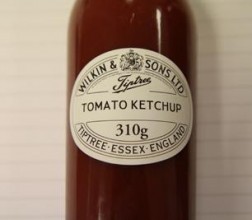 WILKIN & SONS LTD
Tiptree
TOMATO KETCHUP
310g
TIPTREE · ESSEX · ENGLAND